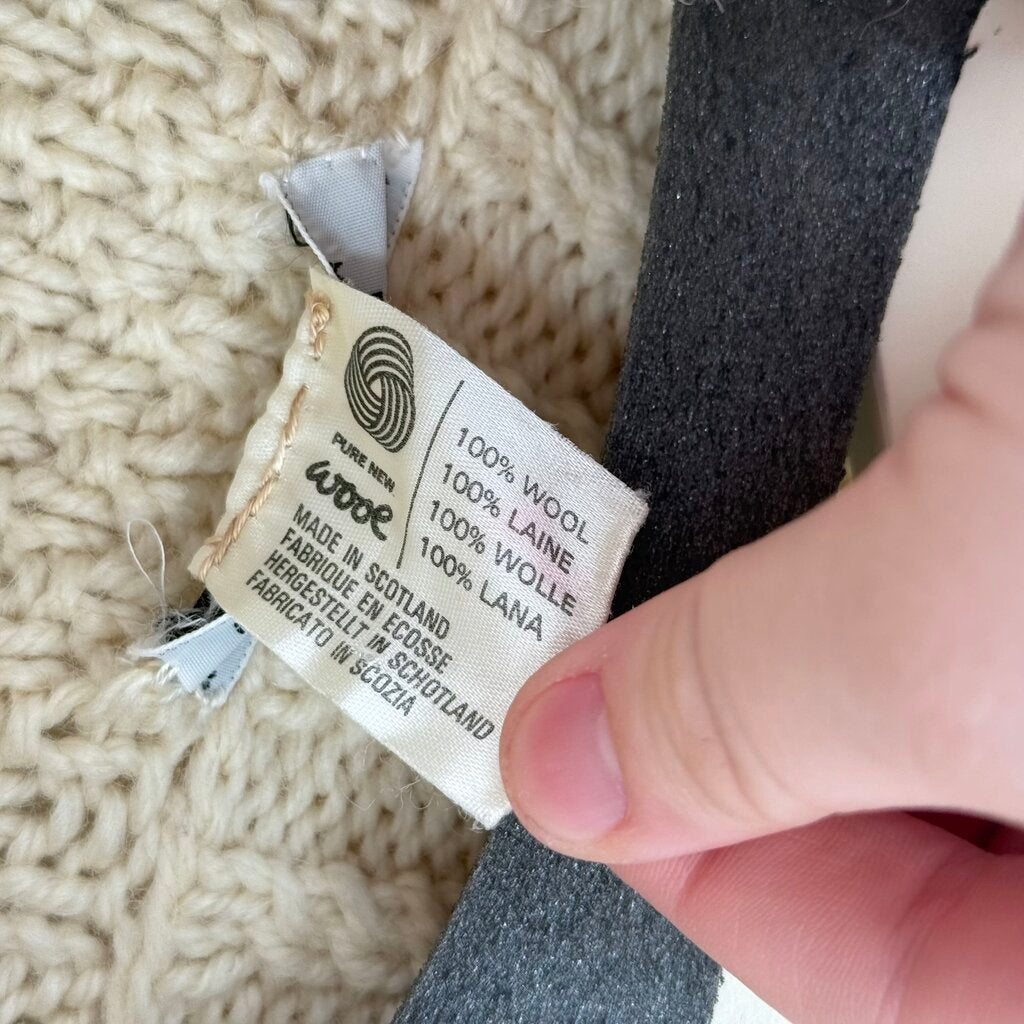 PURE NEW
wool
100% WOOL
100% LAINE
100% WOLLE
100% LANA
MADE IN SCOTLAND
FABRIQUE EN ECOSSE
HERGESTELLT IN SCHOTLAND
FABRICATO IN SCOZIA